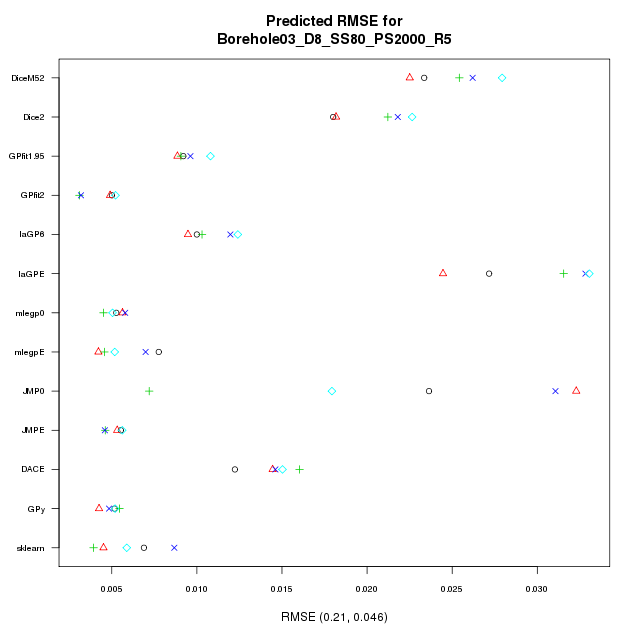 Predicted RMSE for
Borehole03_D8_SS80_PS2000_R5
DiceM52
Dice2
GPfit1.95
GPfit2
laGP6
laGPE
mlegp0
mlegpE
JMP0
JMPE
DACE
GPy
sklearn
0.005 0.010 0.015 0.020 0.025 0.030
RMSE (0.21, 0.046)